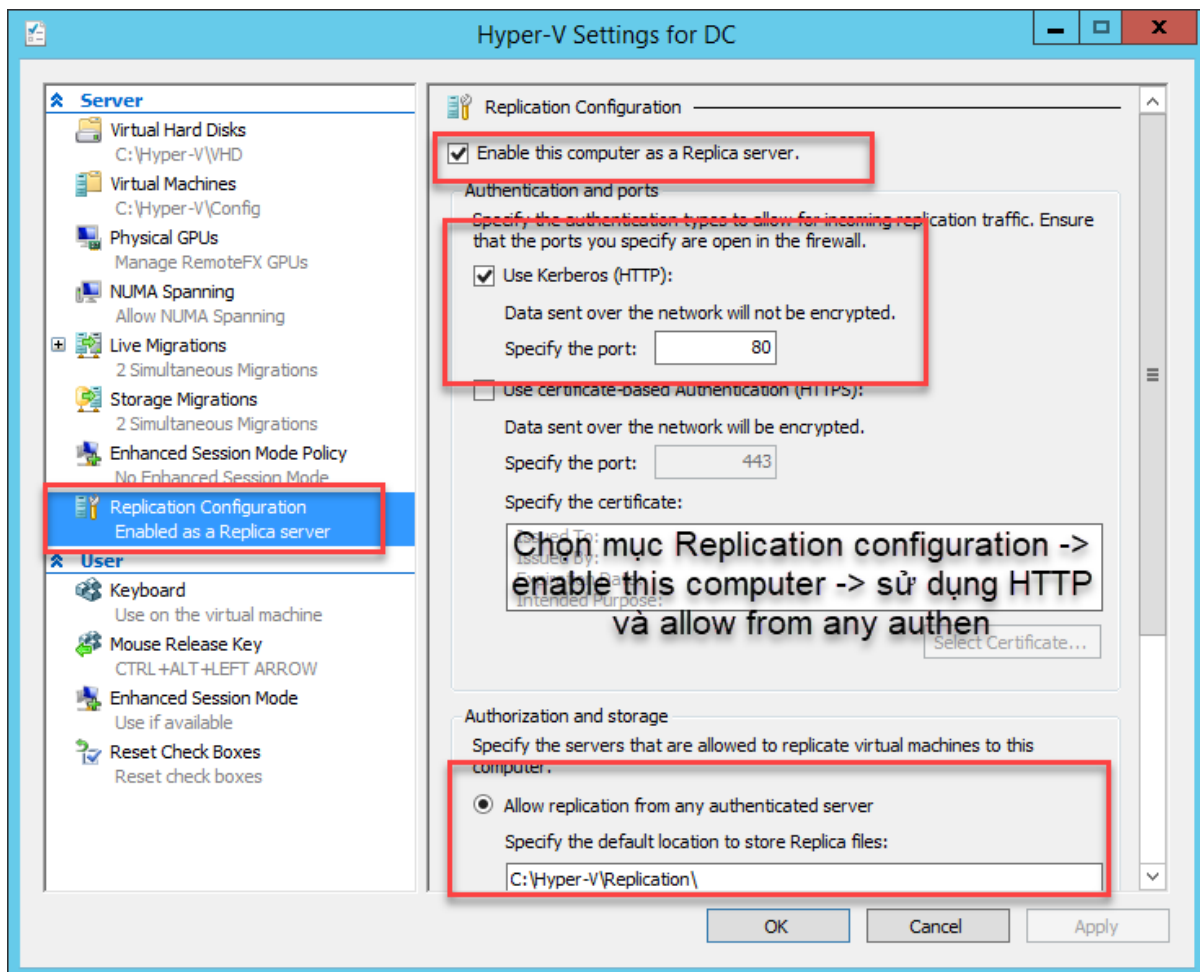 Hyper-V Settings for DC
Server
Virtual Hard Disks
C:\Hyper-V\VHD
Virtual Machines
C:\Hyper-V\Config
Physical GPUs
Manage RemoteFX GPUs
NUMA Spanning
Allow NUMA Spanning
Live Migrations
2 Simultaneous Migrations
Storage Migrations
2 Simultaneous Migrations
Enhanced Session Mode Policy
No Enhanced Session Mode
Replication Configuration
Enabled as a Replica server
User
Keyboard
Use on the virtual machine
Mouse Release Key
CTRL+ALT+LEFT ARROW
Enhanced Session Mode
Use if available
Reset Check Boxes
Reset check boxes
Replication Configuration
Enable this computer as a Replica server.
Authentication and ports
Specify the authentication types to allow for incoming replication traffic. Ensure
that the ports you specify are open in the firewall.
Use Kerberos (HTTP):
Data sent over the network will not be encrypted.
Specify the port: 80
Use certificate-based Authentication (HTTPS):
Data sent over the network will be encrypted.
Specify the port: 443
Specify the certificate:
Issued To:
Issued By:
Expiration Date:
Intended Purpose:
Chọn mục Replication configuration ->
enable this computer -> sử dụng HTTP
và allow from any authen
Select Certificate...
Authorization and storage
Specify the servers that are allowed to replicate virtual machines to this
computer.
Allow replication from any authenticated server
Specify the default location to store Replica files:
C:\Hyper-V\Replication\
OK
Cancel
Apply